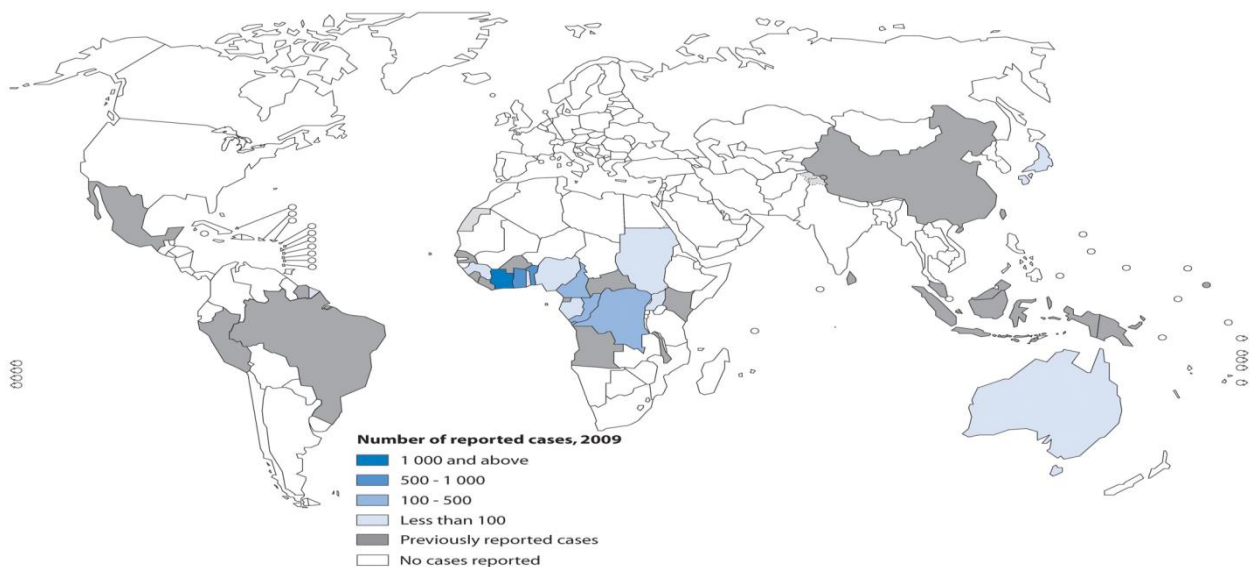 Number of reported cases, 2009
1 000 and above
500 - 1 000
100 - 500
Less than 100
Previously reported cases
No cases reported